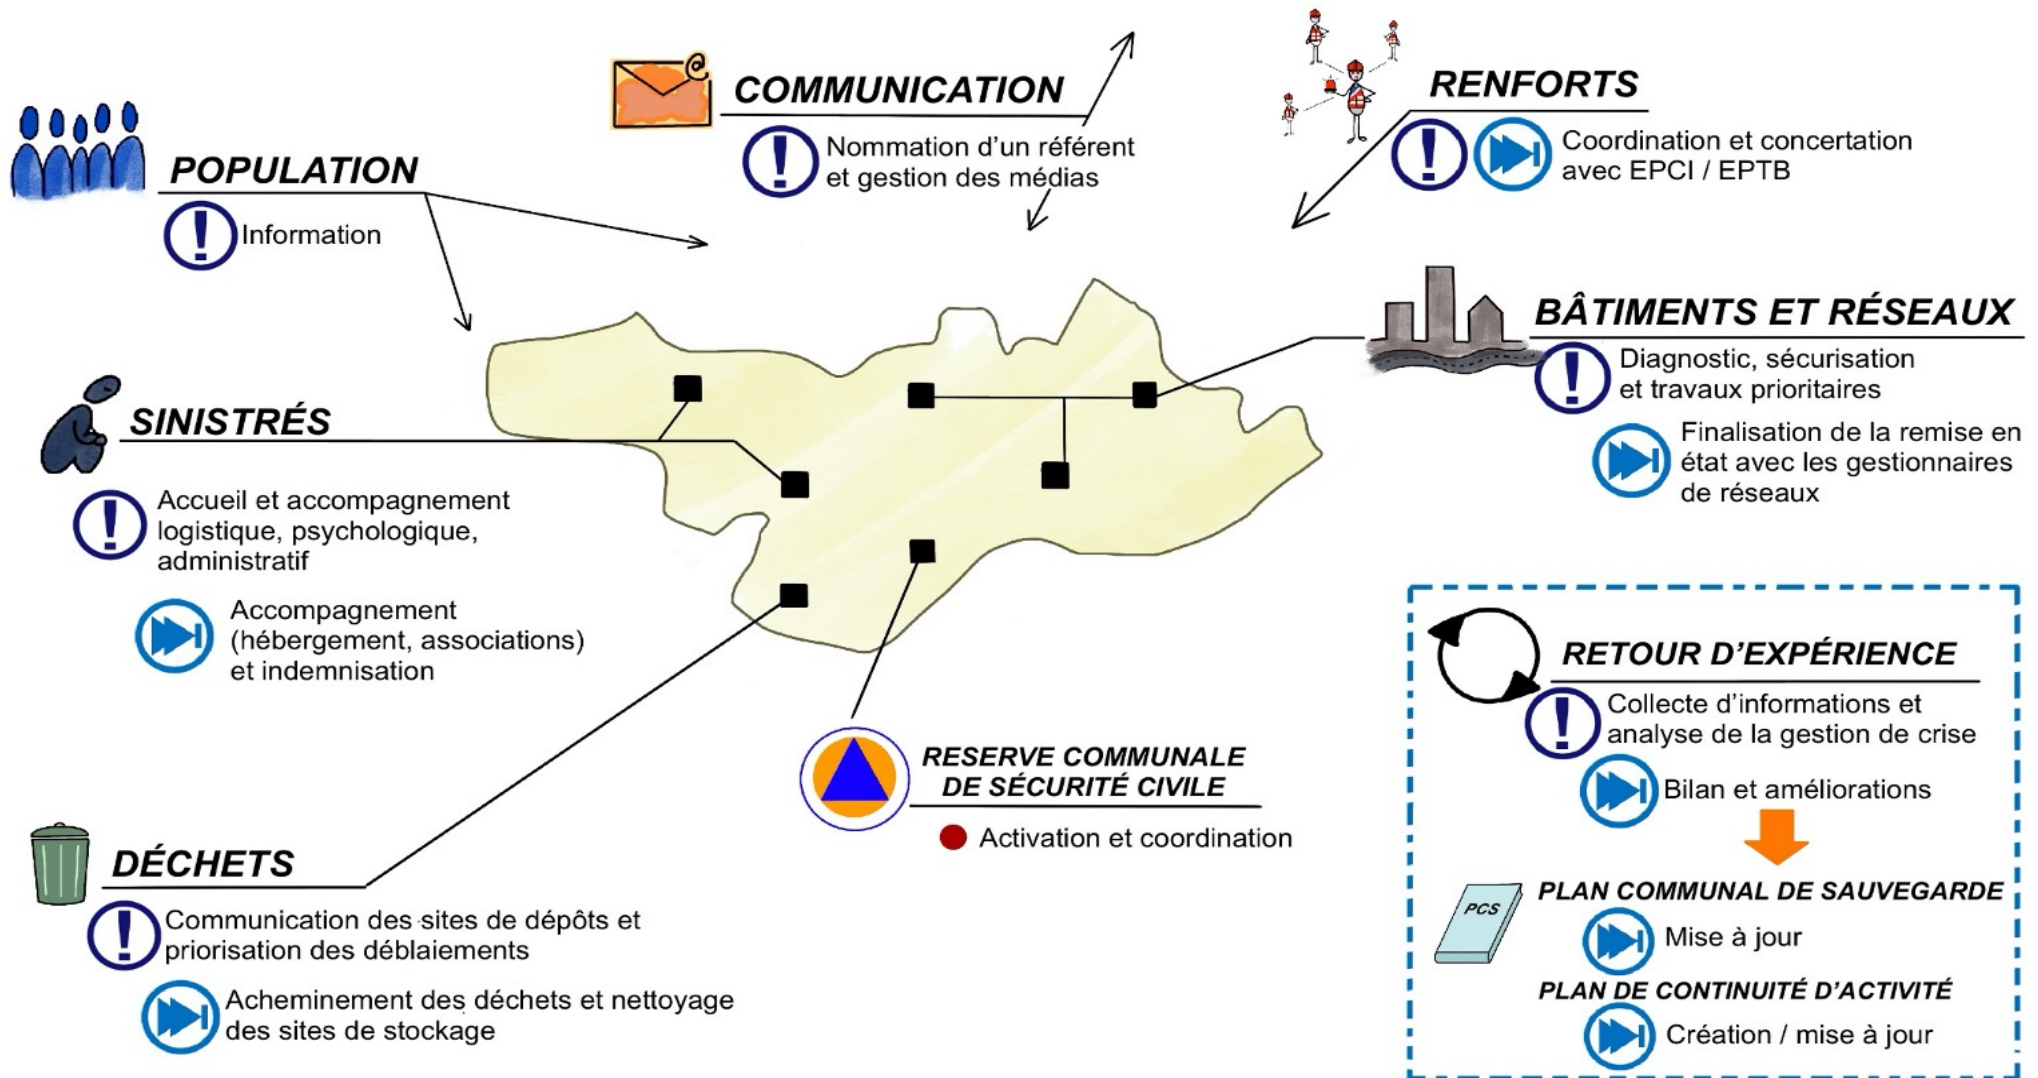 COMMUNICATION
Nommation d'un référent
et gestion des médias
RENFORTS
Coordination et concertation
avec EPCI / EPTB
POPULATION
Information
BÂTIMENTS ET RÉSEAUX
Diagnostic, sécurisation
et travaux prioritaires
Finalisation de la remise en
état avec les gestionnaires
de réseaux
SINISTRÉS
Accueil et accompagnement
logistique, psychologique,
administratif
Accompagnement
(hébergement, associations)
et indemnisation
RESERVE COMMUNALE
DE SÉCURITÉ CIVILE
Activation et coordination
DÉCHETS
Communication des sites de dépôts et
priorisation des déblaiements
Acheminement des déchets et nettoyage
des sites de stockage
RETOUR D'EXPÉRIENCE
Collecte d'informations et
analyse de la gestion de crise
Bilan et améliorations
PCS
PLAN COMMUNAL DE SAUVEGARDE
Mise à jour
PLAN DE CONTINUITÉ D'ACTIVITÉ
Création / mise à jour